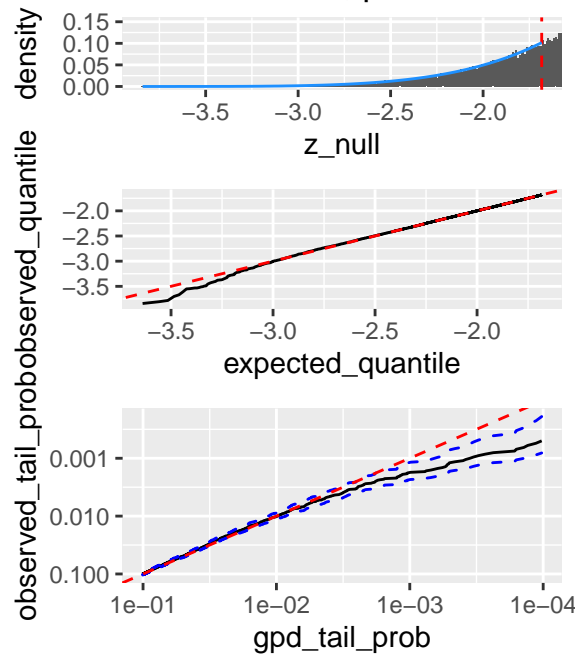 density
0.15
0.10
0.05
0.00
−3.5 −3.0 −2.5 −2.0
z_null
observed_quantile
−2.0
−2.5
−3.0
−3.5
−3.5 −3.0 −2.5 −2.0
expected_quantile
observed_tail_prob
0.001
0.010
0.100
1e−01 1e−02 1e−03 1e−04
gpd_tail_prob